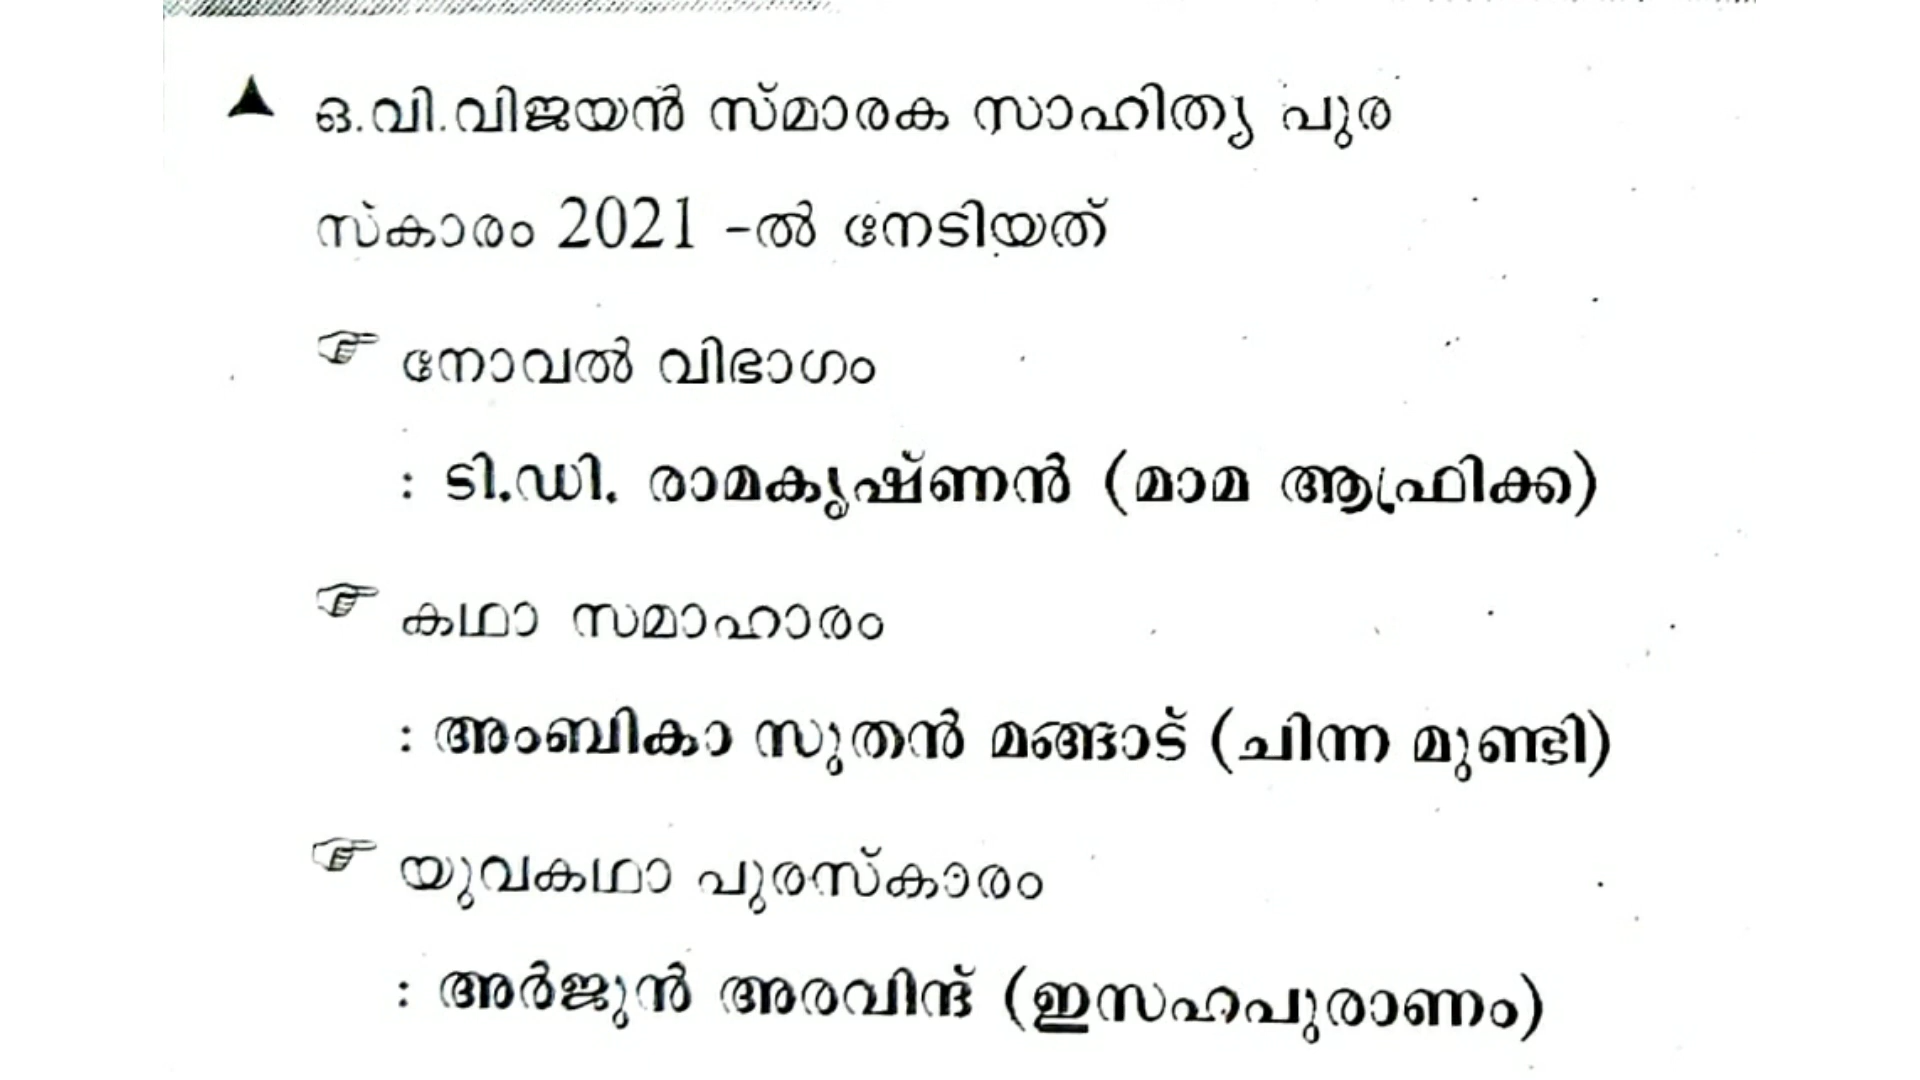 ഒ.വി.വിജയൻ സ്മാരക സാഹിത്യ പുര
സ്കാരം 2021 -ൽ നേടിയത്
നോവൽ വിഭാഗം
: ടി.ഡി. രാമകൃഷ്ണൻ (മാമ ആഫ്രിക്ക)
കഥാ സമാഹാരം
: അംബികാ സുതൻ മങ്ങാട് (ചിന്ന മുണ്ടി)
യുവകഥാ പുരസ്കാരം
: അർജുൻ അരവിന്ദ് (ഇസഹപുരാണം)